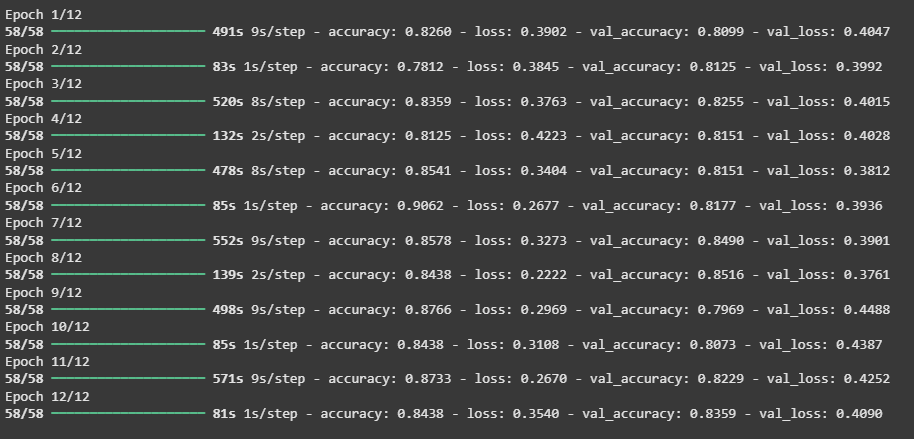 Epoch 1/12
58/58 ━━━━━━━━━━━━━━━━━━━━ 491s 9s/step - accuracy: 0.8260 - loss: 0.3902 - val_accuracy: 0.8099 - val_loss: 0.4047
Epoch 2/12
58/58 ━━━━━━━━━━━━━━━━━━━━ 83s 1s/step - accuracy: 0.7812 - loss: 0.3845 - val_accuracy: 0.8125 - val_loss: 0.3992
Epoch 3/12
58/58 ━━━━━━━━━━━━━━━━━━━━ 520s 8s/step - accuracy: 0.8359 - loss: 0.3763 - val_accuracy: 0.8255 - val_loss: 0.4015
Epoch 4/12
58/58 ━━━━━━━━━━━━━━━━━━━━ 132s 2s/step - accuracy: 0.8125 - loss: 0.4223 - val_accuracy: 0.8151 - val_loss: 0.4028
Epoch 5/12
58/58 ━━━━━━━━━━━━━━━━━━━━ 478s 8s/step - accuracy: 0.8541 - loss: 0.3404 - val_accuracy: 0.8151 - val_loss: 0.3812
Epoch 6/12
58/58 ━━━━━━━━━━━━━━━━━━━━ 85s 1s/step - accuracy: 0.9062 - loss: 0.2677 - val_accuracy: 0.8177 - val_loss: 0.3936
Epoch 7/12
58/58 ━━━━━━━━━━━━━━━━━━━━ 552s 9s/step - accuracy: 0.8578 - loss: 0.3273 - val_accuracy: 0.8490 - val_loss: 0.3901
Epoch 8/12
58/58 ━━━━━━━━━━━━━━━━━━━━ 139s 2s/step - accuracy: 0.8438 - loss: 0.2222 - val_accuracy: 0.8516 - val_loss: 0.3761
Epoch 9/12
58/58 ━━━━━━━━━━━━━━━━━━━━ 498s 9s/step - accuracy: 0.8766 - loss: 0.2969 - val_accuracy: 0.7969 - val_loss: 0.4488
Epoch 10/12
58/58 ━━━━━━━━━━━━━━━━━━━━ 85s 1s/step - accuracy: 0.8438 - loss: 0.3108 - val_accuracy: 0.8073 - val_loss: 0.4387
Epoch 11/12
58/58 ━━━━━━━━━━━━━━━━━━━━ 571s 9s/step - accuracy: 0.8733 - loss: 0.2670 - val_accuracy: 0.8229 - val_loss: 0.4252
Epoch 12/12
58/58 ━━━━━━━━━━━━━━━━━━━━ 81s 1s/step - accuracy: 0.8438 - loss: 0.3540 - val_accuracy: 0.8359 - val_loss: 0.4090